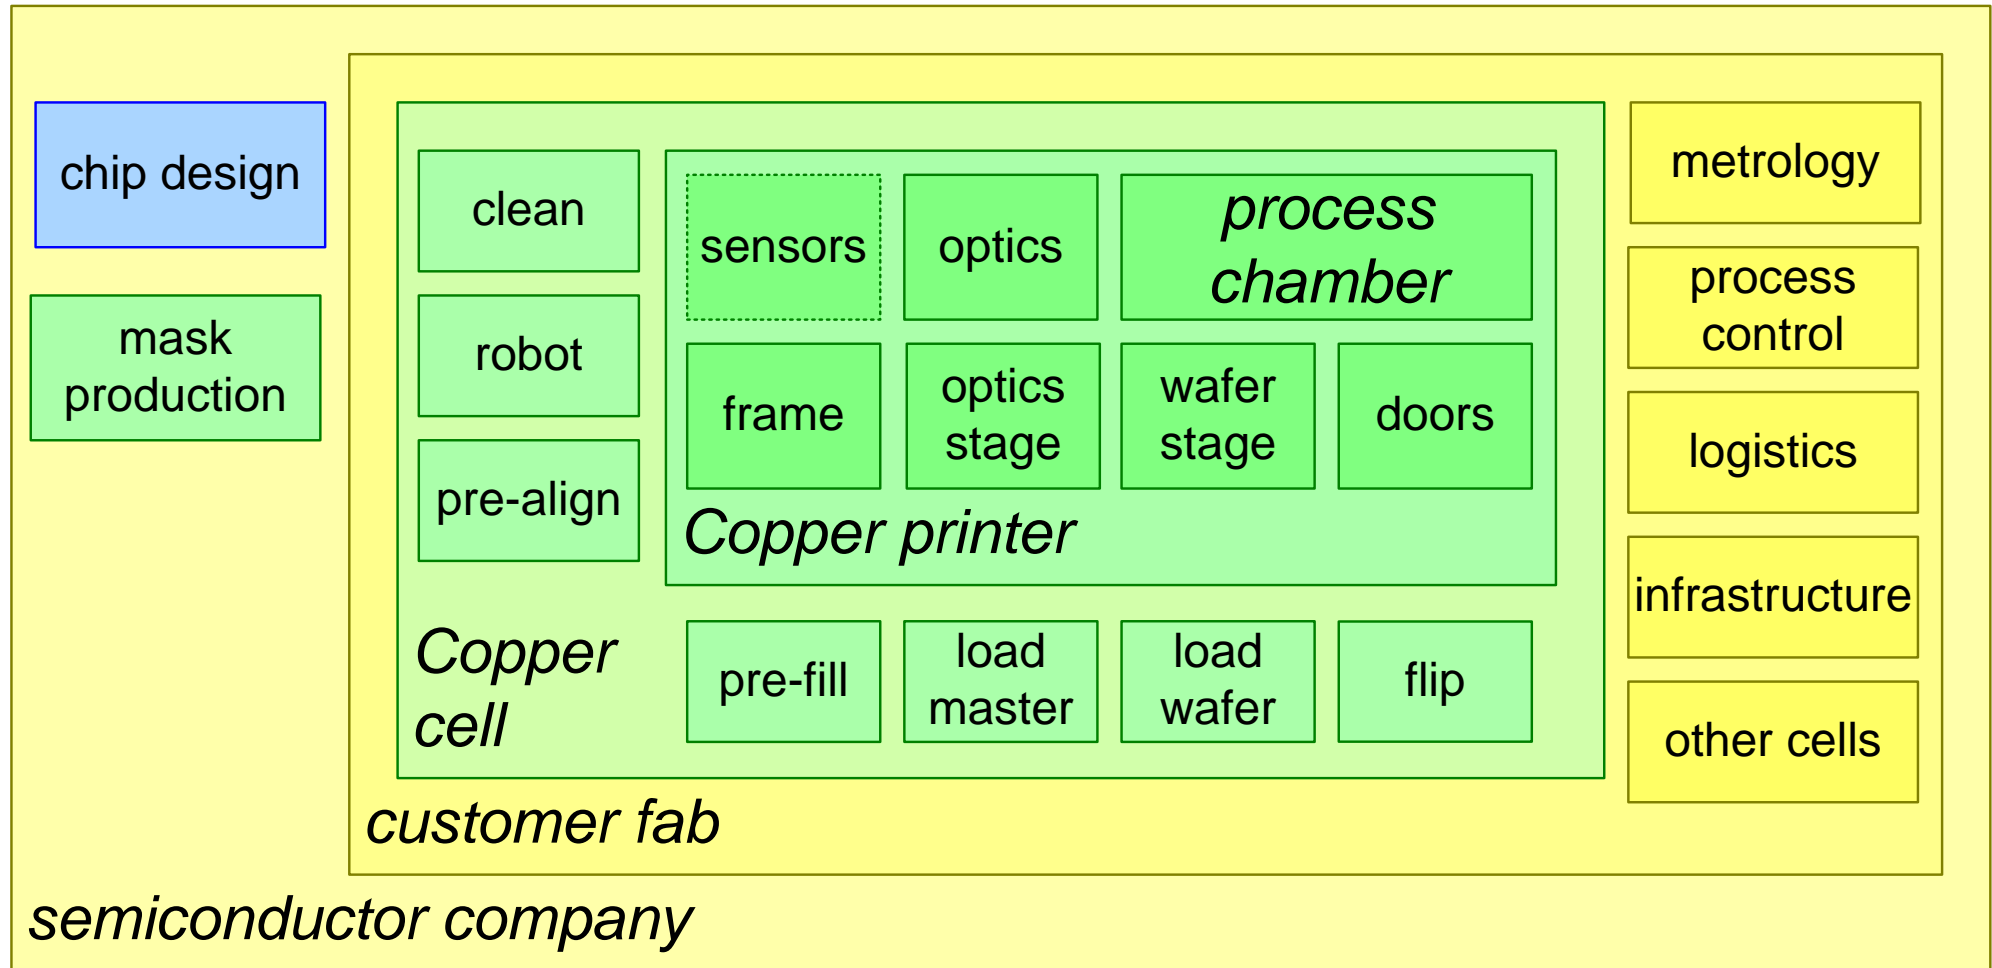 chip design
mask
production
clean
robot
pre-align
sensors
optics
process
chamber
frame
optics
stage
wafer
stage
doors
Copper printer
Copper
cell
pre-fill
load
master
load
wafer
flip
metrology
process
control
logistics
infrastructure
other cells
customer fab
semiconductor company